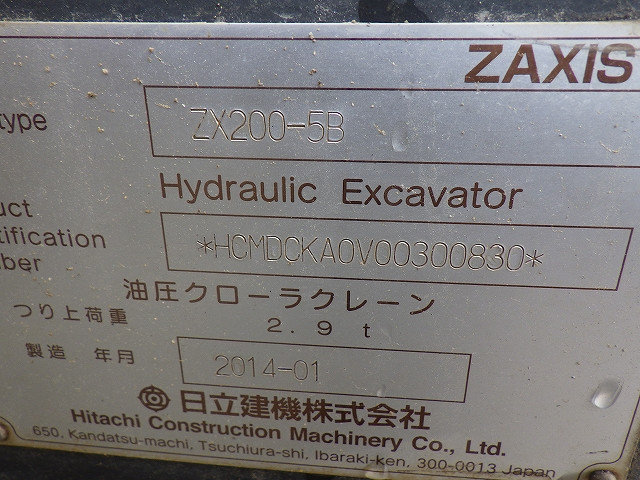 ZAXIS
type
ZX200-5B
Hydraulic Excavator
uct
tification
mber
*HCMDCKA0V00300830*
油圧クローラクレーン
つり上荷重
2.9 t
製造 年月
2014-01
日立建機株式会社
Hitachi Construction Machinery Co., Ltd.
650, Kandatsu-machi, Tsuchiura-shi, Ibaraki-ken, 300-0013 Japan